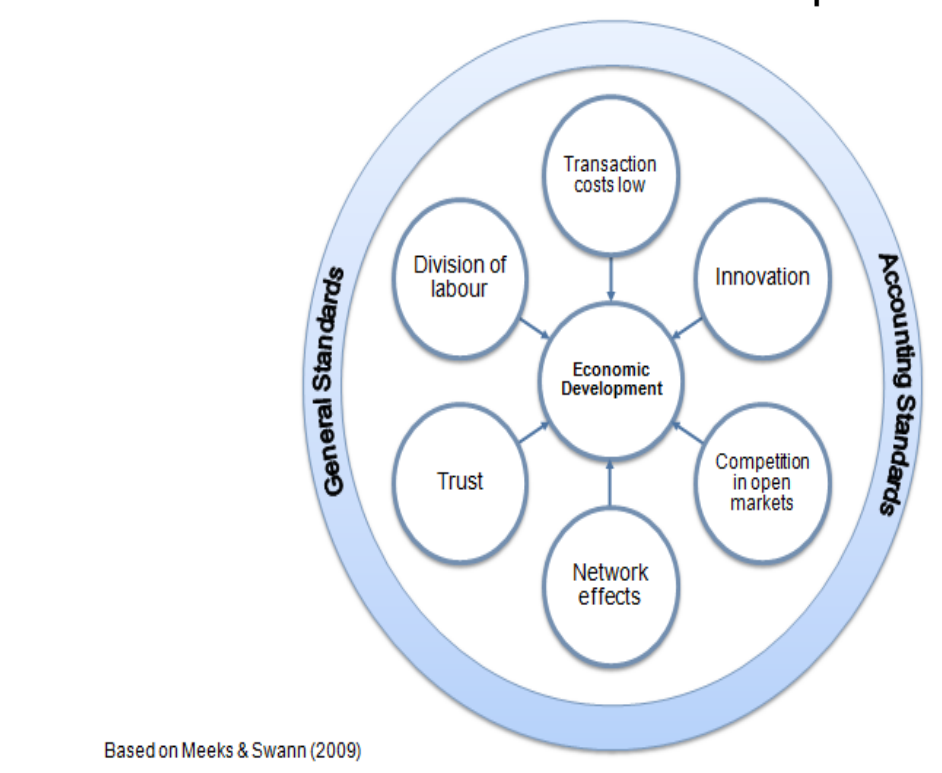 Transaction
costs low
Division of
labour
Innovation
Economic
Development
General Standards
Accounting Standards
Trust
Competition
in open
markets
Network
effects
Based on Meeks & Swann (2009)